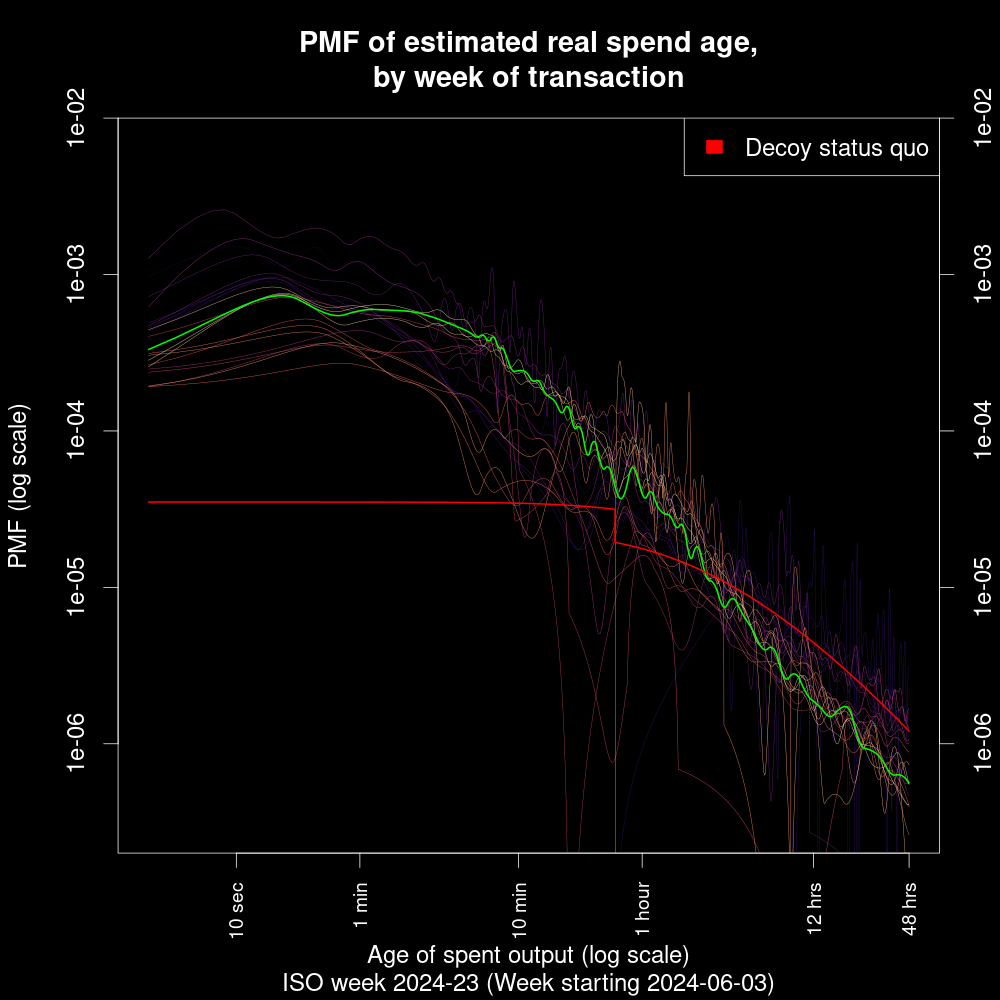 PMF of estimated real spend age,
by week of transaction
Decoy status quo
PMF (log scale)
1e-02
1e-03
1e-04
1e-05
1e-06
1e-02
1e-03
1e-04
1e-05
1e-06
10 sec
1 min
10 min
1 hour
12 hrs
48 hrs
Age of spent output (log scale)
ISO week 2024-23 (Week starting 2024-06-03)